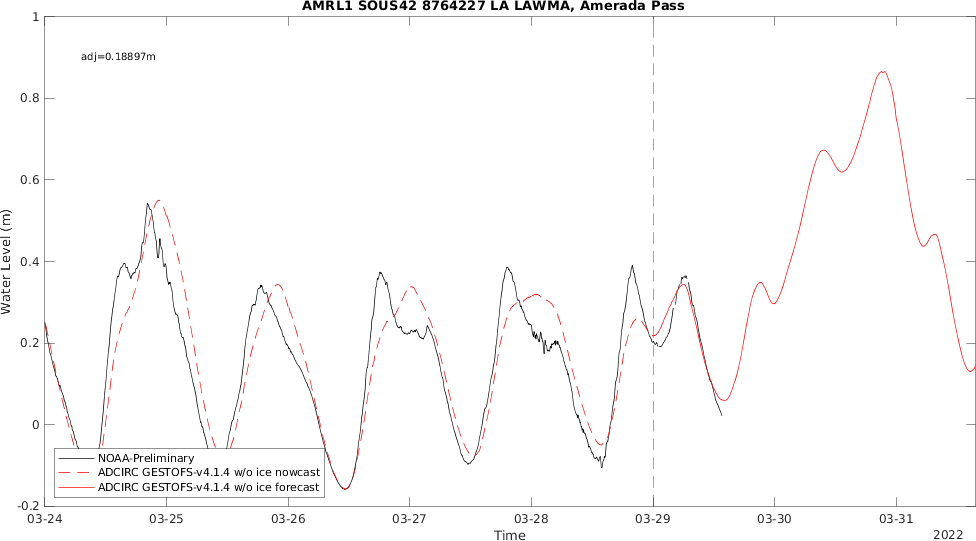 AMRL1 SOUS42 8764227 LA LAWMA, Amerada Pass
adj=0.18897m
Water Level (m)
1
0.8
0.6
0.4
0.2
0
-0.2
NOAA-Preliminary
ADCIRC GESTOFS-v4.1.4 w/o ice nowcast
ADCIRC GESTOFS-v4.1.4 w/o ice forecast
03-24 03-25 03-26 03-27 03-28 03-29 03-30 03-31
Time
2022